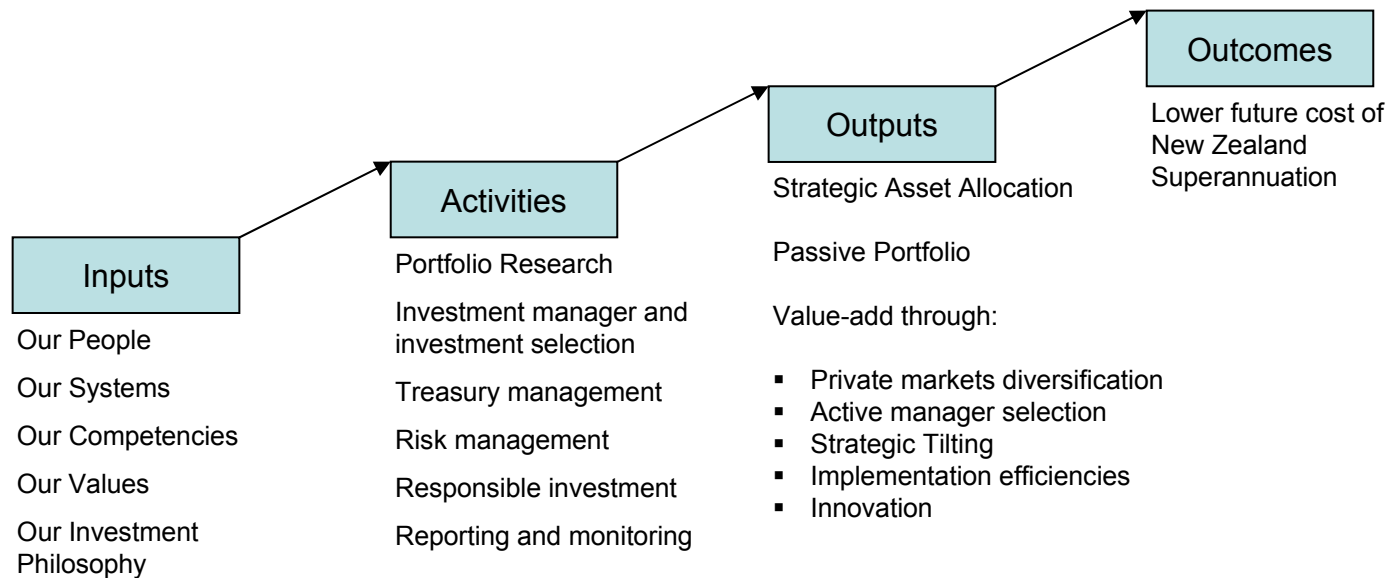 Inputs
Our People
Our Systems
Our Competencies
Our Values
Our Investment
Philosophy
Activities
Portfolio Research
Investment manager and
investment selection
Treasury management
Risk management
Responsible investment
Reporting and monitoring
Outputs
Strategic Asset Allocation
Passive Portfolio
Value-add through:
▪ Private markets diversification
▪ Active manager selection
▪ Strategic Tilting
▪ Implementation efficiencies
▪ Innovation
Outcomes
Lower future cost of
New Zealand
Superannuation